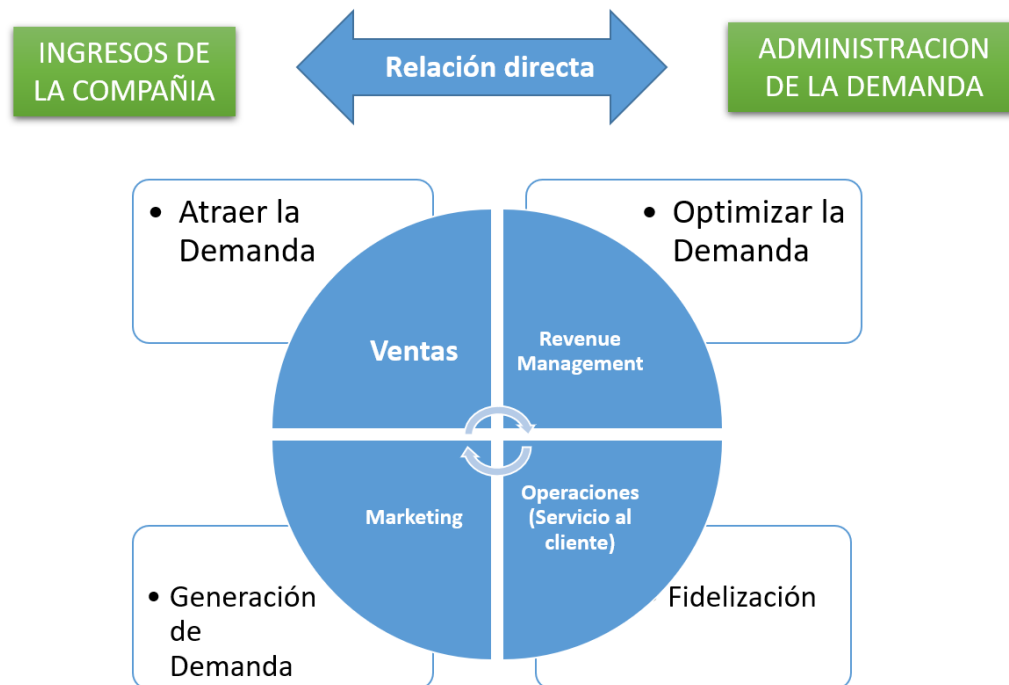 INGRESOS DE
LA COMPAÑIA
Relación directa
ADMINISTRACION
DE LA DEMANDA
• Atraer la
Demanda
• Optimizar la
Demanda
Ventas
Revenue
Management
Marketing
Operaciones
(Servicio al
cliente)
• Generación
de
Demanda
Fidelización